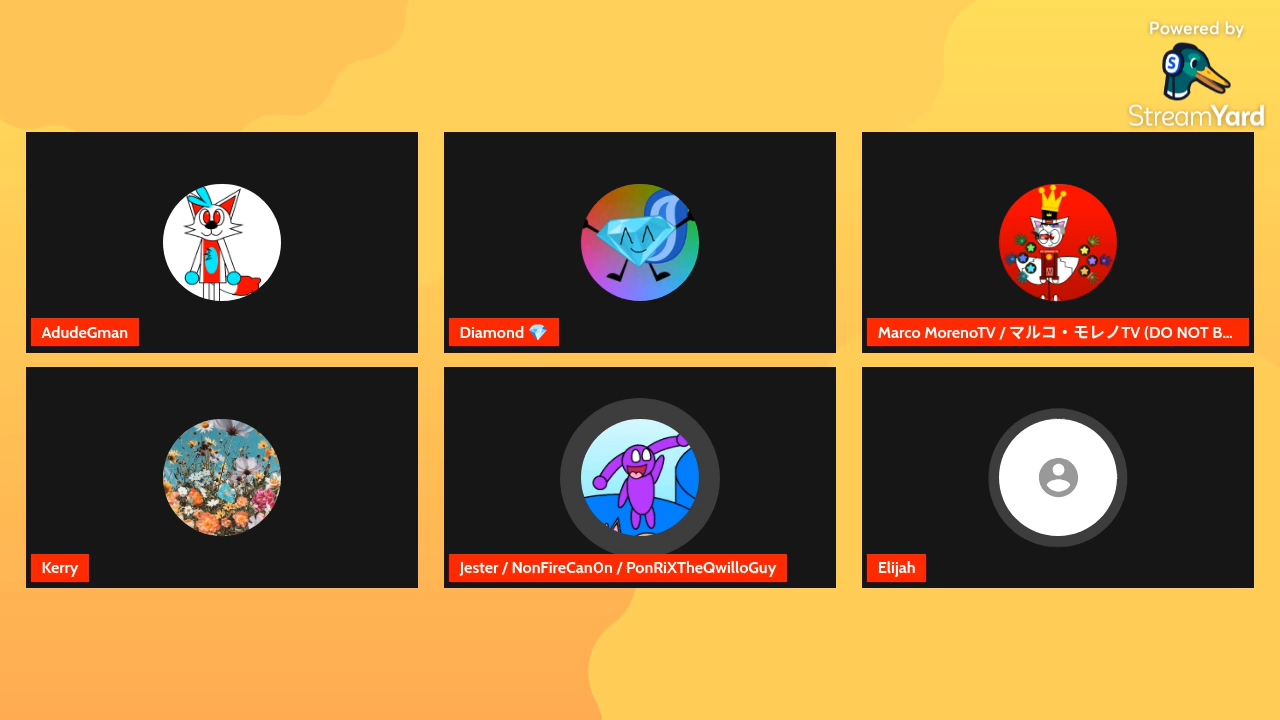 Powered by
S
StreamYard
AdudeGman
Diamond 💎
Marco MorenoTV / マルコ・モレノTV (DO NOT B...
Kerry
Jester / NonFireCan0n / PonRiXTheQwilloGuy
Elijah